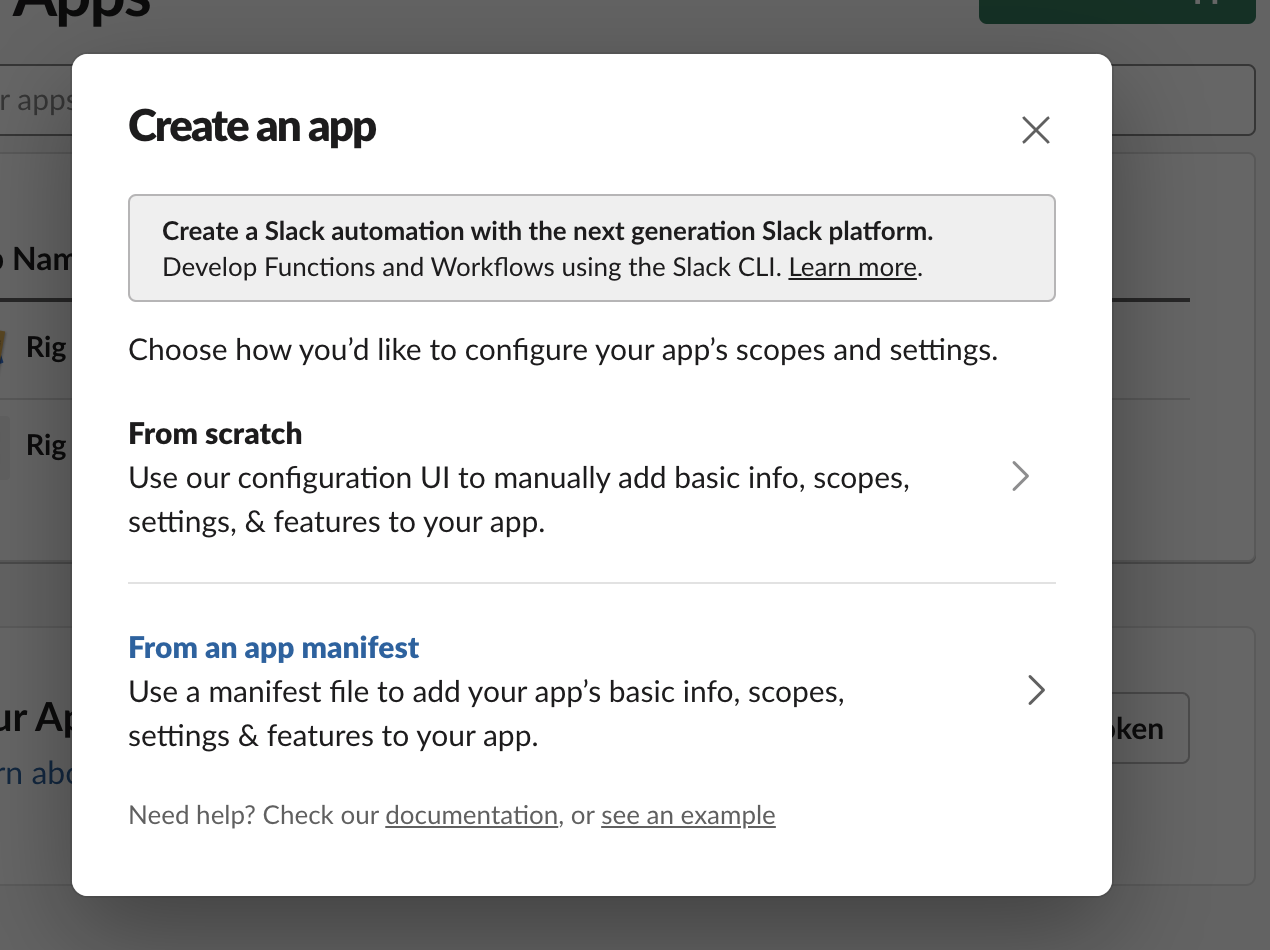 Apps
r apps
Create an app
Create a Slack automation with the next generation Slack platform.
Develop Functions and Workflows using the Slack CLI. Learn more.
Nam
Choose how you’d like to configure your app’s scopes and settings.
Rig
From scratch
Rig
Use our configuration UI to manually add basic info, scopes,
settings, & features to your app.
From an app manifest
Use a manifest file to add your app’s basic info, scopes,
ur Ap
oken
settings & features to your app.
rn abo
Need help? Check our documentation, or see an example